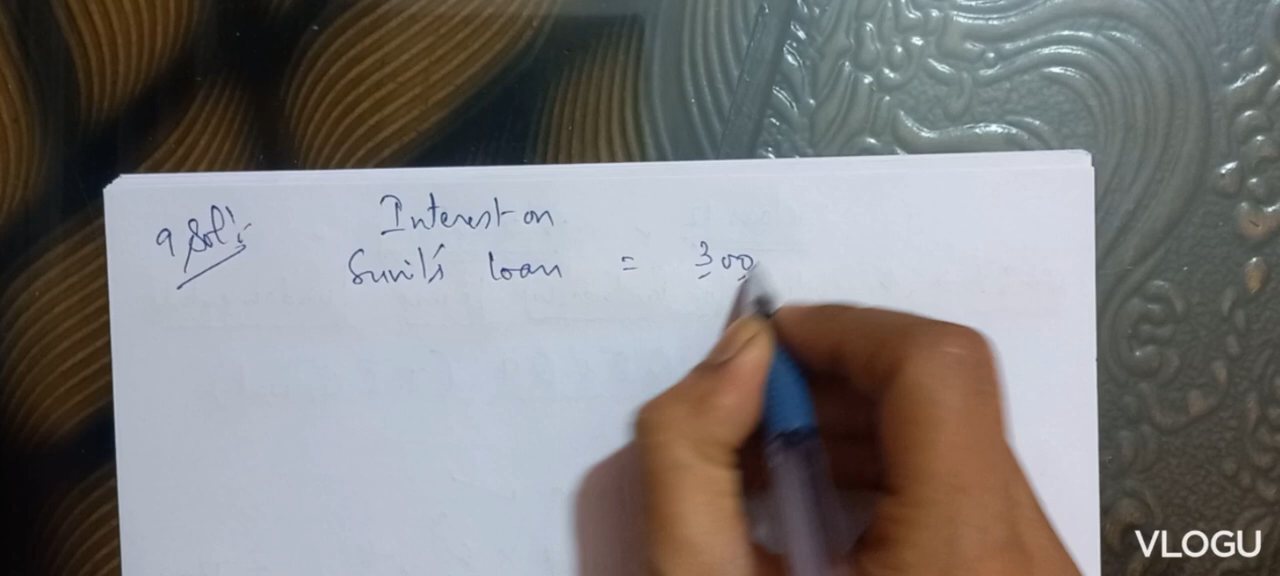 9 Sol:
Interest on
Sunil's loan = 300
VLOGU